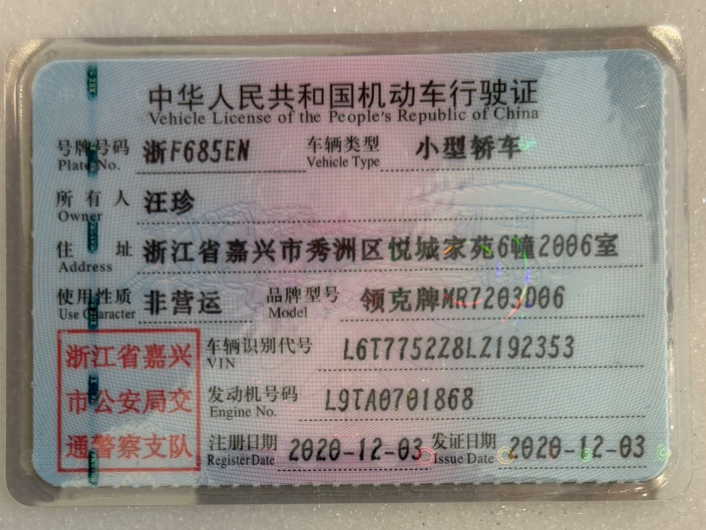 中华人民共和国机动车行驶证
Vehicle License of the People's Republic of China
号牌号码 浙F685EN 车辆类型 小型轿车
Plate No. Vehicle Type
所有人 汪珍
Owner
住址 浙江省嘉兴市秀洲区悦城家苑6幢2006室
Address
使用性质 非营运 品牌型号 领克牌MR7203D06
Use Character Model
浙江省嘉兴
市公安局交
通警察支队
车辆识别代号 L6T7752Z8LZ192353
VIN
发动机号码 L9TA0701868
Engine No.
注册日期 2020-12-03 发证日期 2020-12-03
Register Date Issue Date